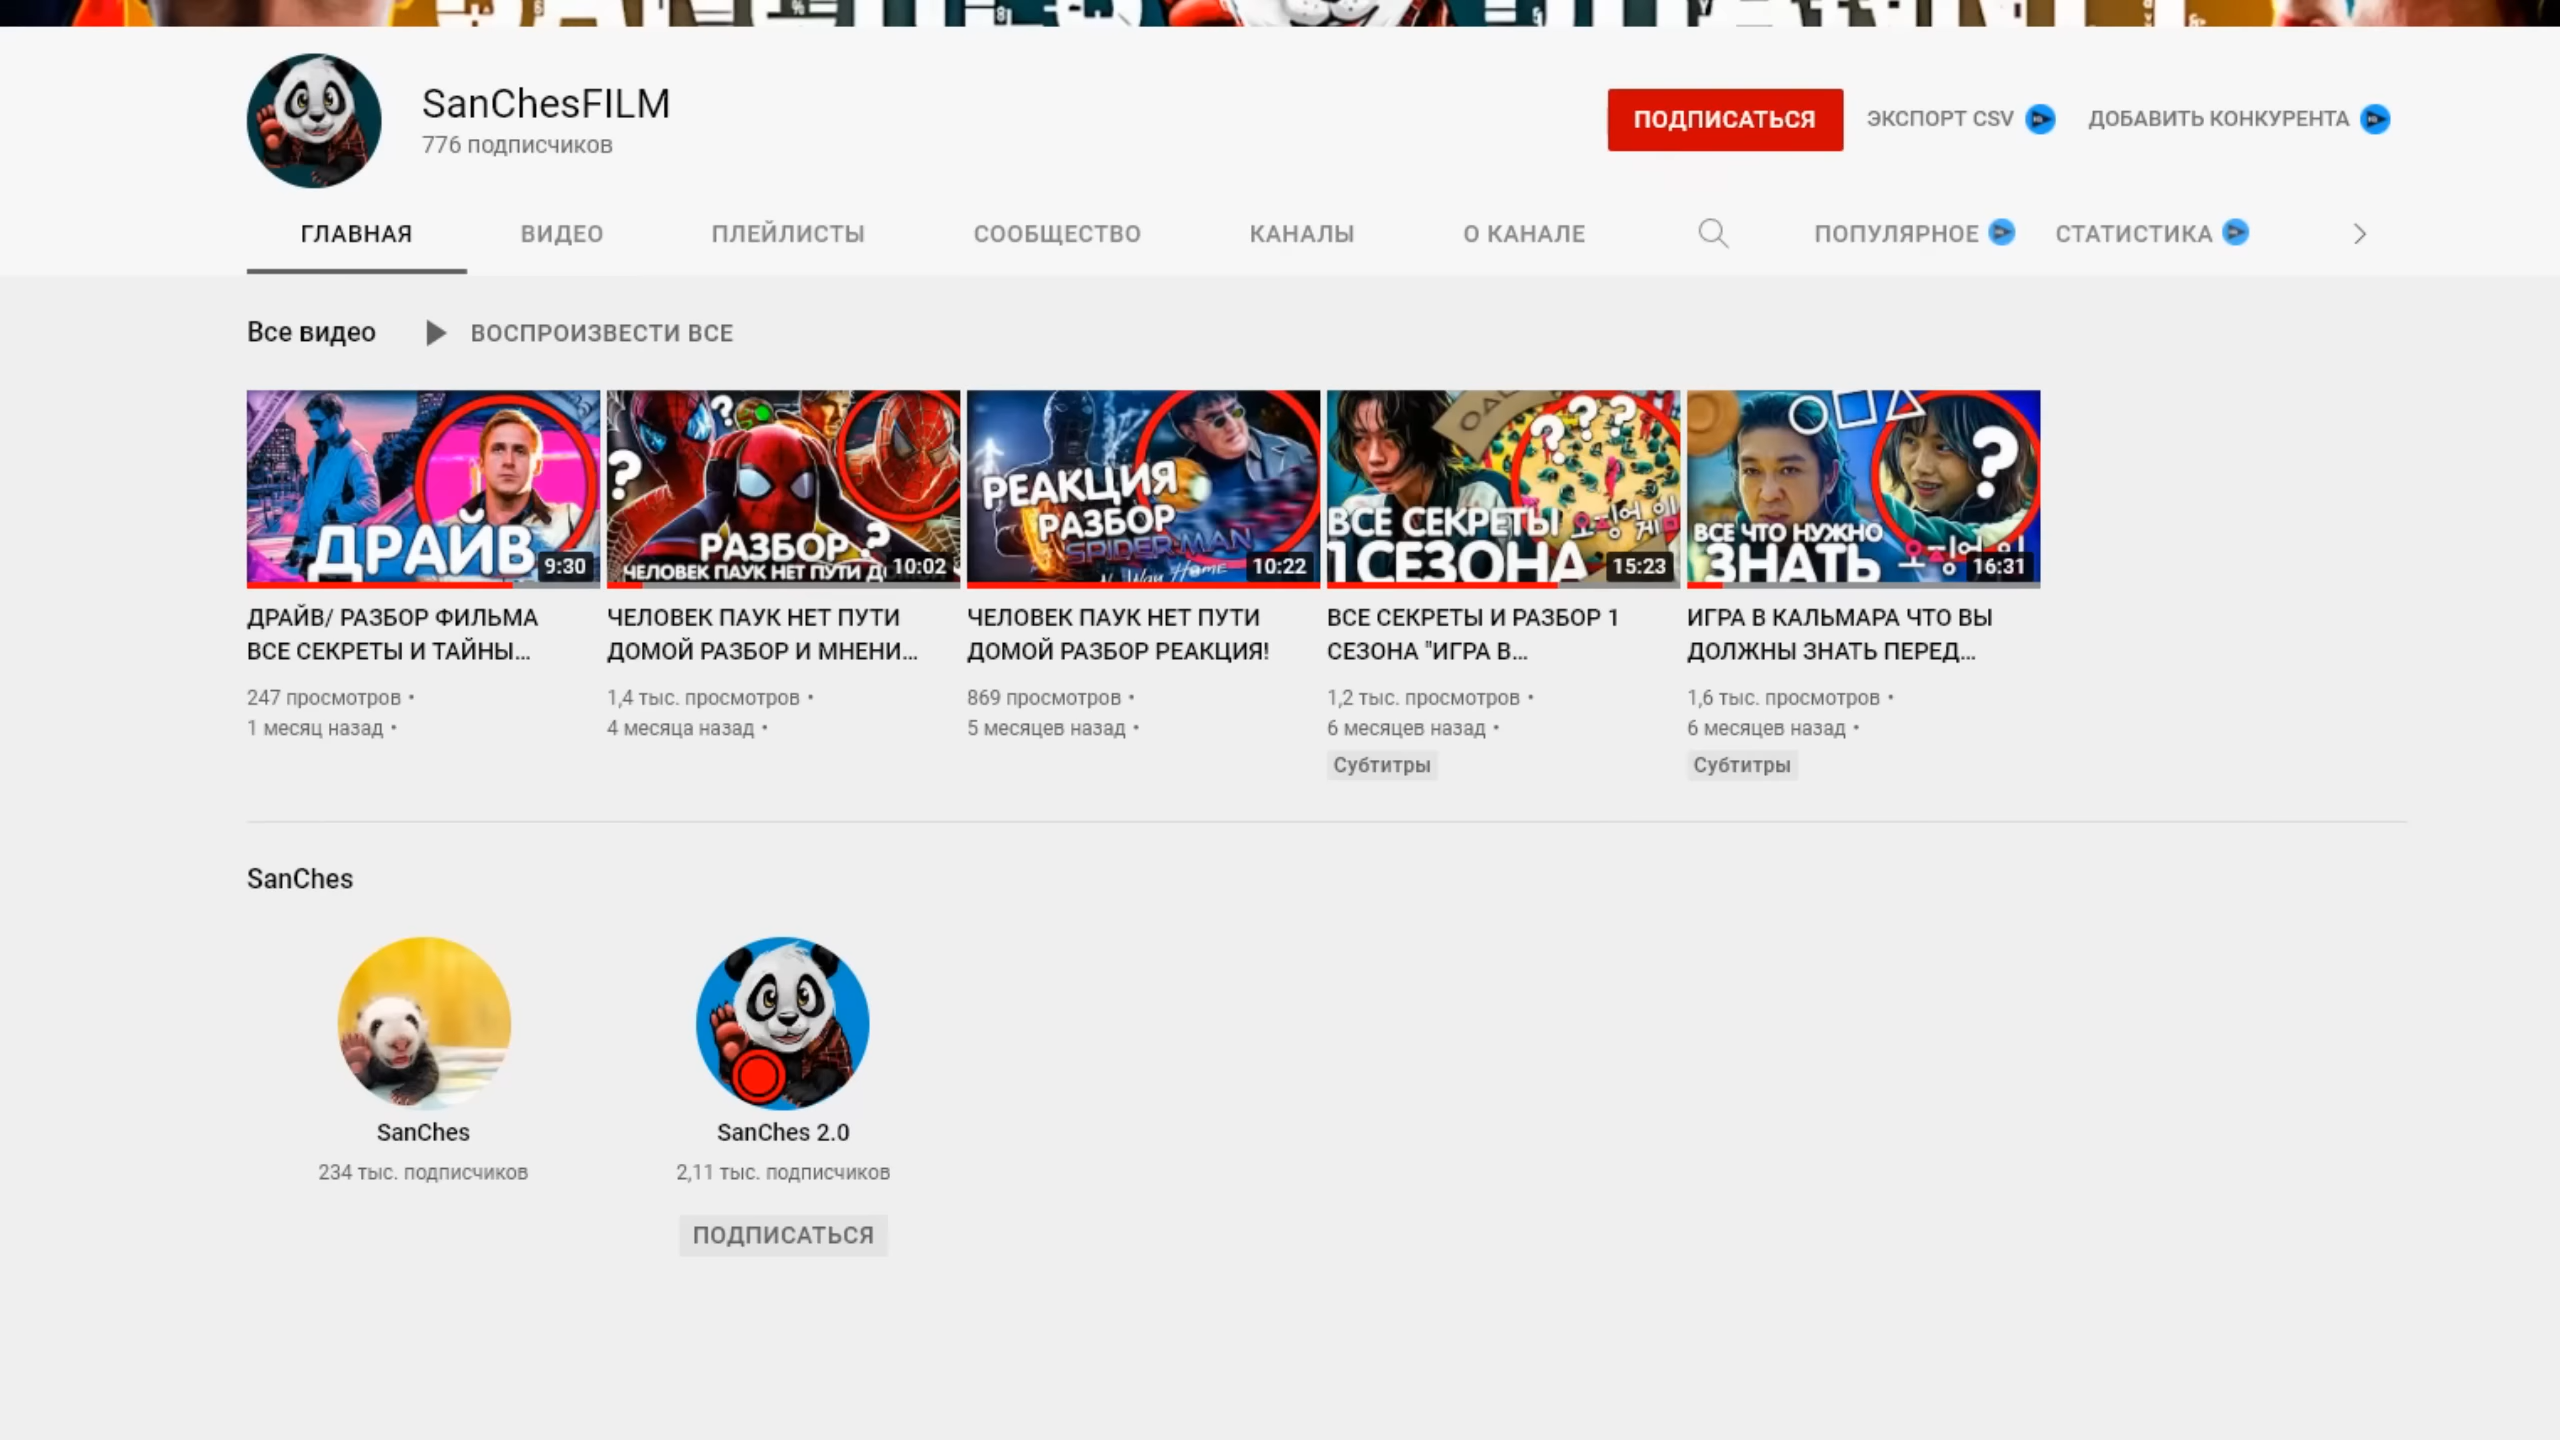 SanChesFILM
776 подписчиков
ПОДПИСАТЬСЯ
ЭКСПОРТ CSV
ДОБАВИТЬ КОНКУРЕНТА
ГЛАВНАЯ
ВИДЕО
ПЛЕЙЛИСТЫ
СООБЩЕСТВО
КАНАЛЫ
О КАНАЛЕ
ПОПУЛЯРНОЕ
СТАТИСТИКА
Все видео
ВОСПРОИЗВЕСТИ ВСЕ
ДРАЙВ
9:30
ДРАЙВ/ РАЗБОР ФИЛЬМА
ВСЕ СЕКРЕТЫ И ТАЙНЫ...
247 просмотров •
1 месяц назад •
? ?
РАЗБОР ?
ЧЕЛОВЕК ПАУК НЕТ ПУТИ
10:02
ЧЕЛОВЕК ПАУК НЕТ ПУТИ
ДОМОЙ РАЗБОР И МНЕНИ...
1,4 тыс. просмотров •
4 месяца назад •
РЕАКЦИЯ
РАЗБОР
SPIDER-MAN
No Way Home
10:22
ЧЕЛОВЕК ПАУК НЕТ ПУТИ
ДОМОЙ РАЗБОР РЕАКЦИЯ!
869 просмотров •
5 месяцев назад •
???
ВСЕ СЕКРЕТЫ
1 СЕЗОНА
15:23
ВСЕ СЕКРЕТЫ И РАЗБОР 1
СЕЗОНА "ИГРА В...
1,2 тыс. просмотров •
6 месяцев назад •
Субтитры
?
ВСЕ ЧТО НУЖНО
ЗНАТЬ
16:31
ИГРА В КАЛЬМАРА ЧТО ВЫ
ДОЛЖНЫ ЗНАТЬ ПЕРЕД...
1,6 тыс. просмотров •
6 месяцев назад •
Субтитры
SanChes
SanChes
234 тыс. подписчиков
SanChes 2.0
2,11 тыс. подписчиков
ПОДПИСАТЬСЯ